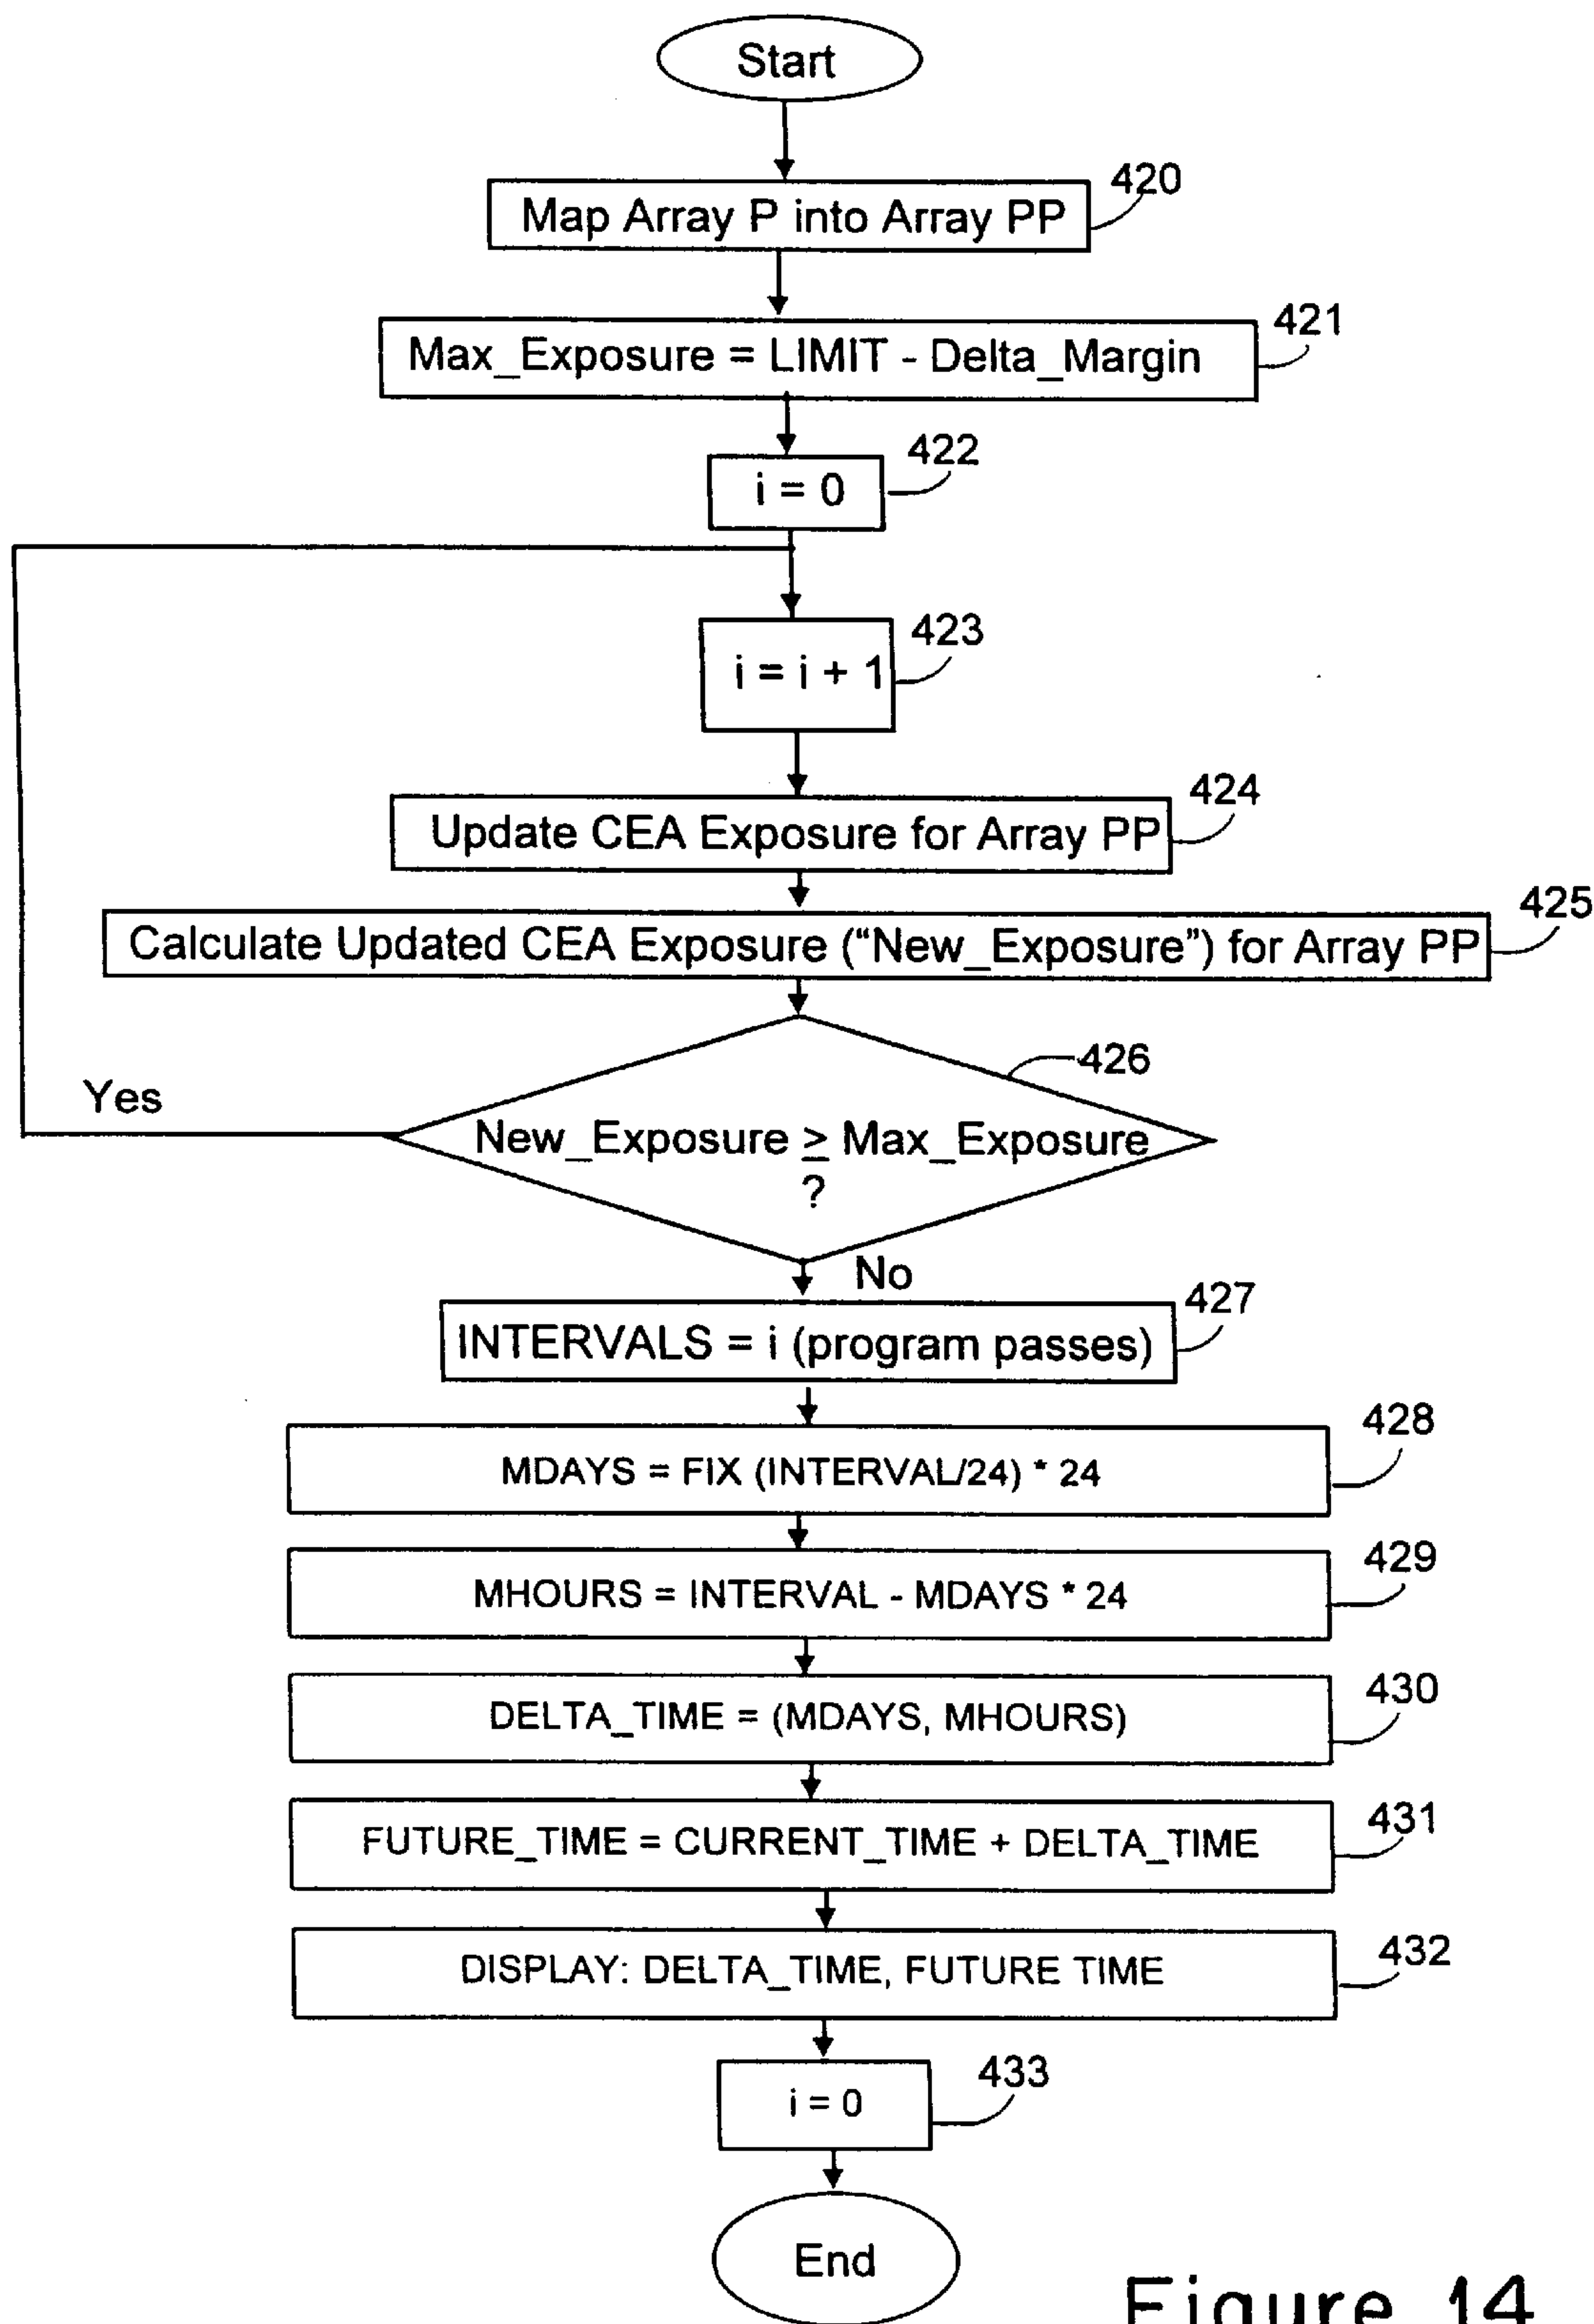 Start
420
Map Array P into Array PP
421
Max_Exposure = LIMIT - Delta_Margin
422
i = 0
423
i = i + 1
424
Update CEA Exposure for Array PP
425
Calculate Updated CEA Exposure (“New_Exposure”) for Array PP
426
Yes
New_Exposure ≥ Max_Exposure
?
No
427
INTERVALS = i (program passes)
428
MDAYS = FIX (INTERVAL/24) * 24
429
MHOURS = INTERVAL - MDAYS * 24
430
DELTA_TIME = (MDAYS, MHOURS)
431
FUTURE_TIME = CURRENT_TIME + DELTA_TIME
432
DISPLAY: DELTA_TIME, FUTURE TIME
433
i = 0
End
Figure 14